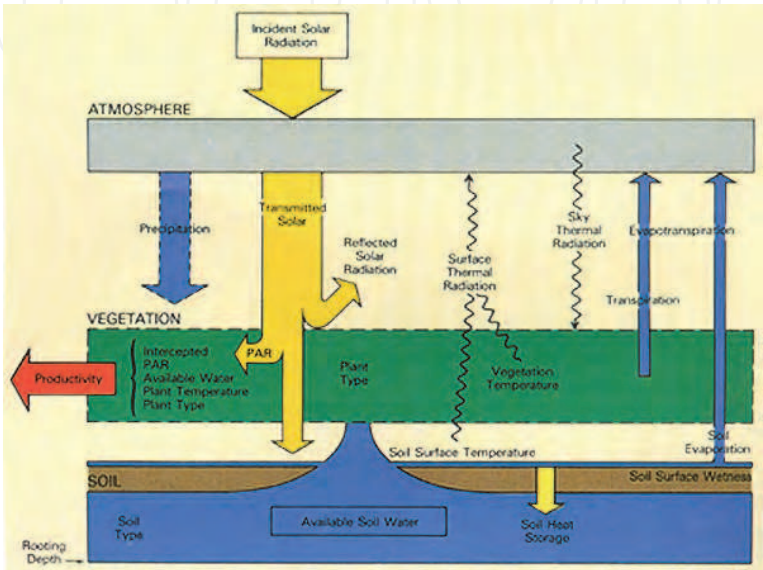 Incident Solar
Radiation
ATMOSPHERE
Transmitted
Solar
Precipitation
Reflected
Solar
Radiation
Surface
Thermal
Radiation
Sky
Thermal
Radiation
Evapotranspiration
Transpiration
VEGETATION
Productivity
Intercepted
PAR
Available Water
Plant Temperature
Plant Type
PAR
Plant
Type
Vegetation
Temperature
Soil Surface Temperature
Soil
Evaporation
SOIL
Soil Surface Wetness
Soil
Type
Available Soil Water
Soil Heat
Storage
Rooting
Depth